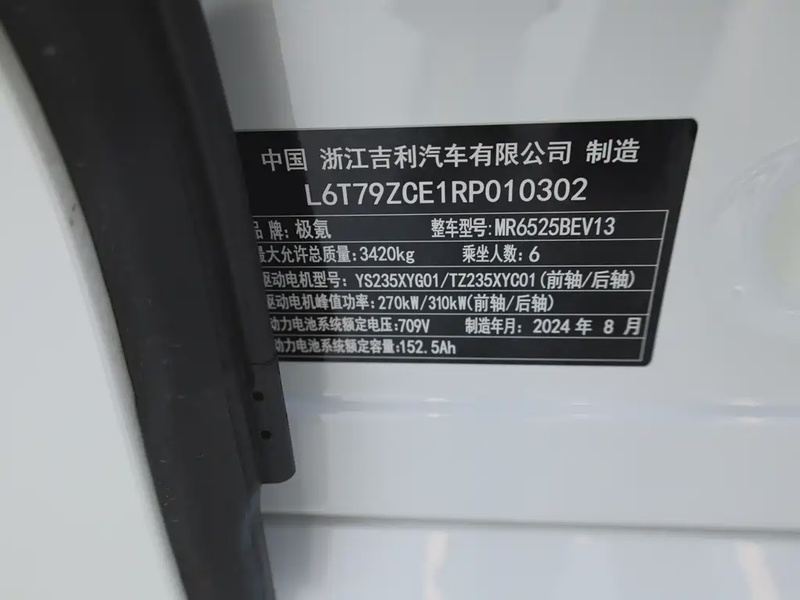 中国 浙江吉利汽车有限公司 制造
L6T79ZCE1RP010302
品 牌:极氪 整车型号:MR6525BEV13
最大允许总质量:3420kg 乘坐人数:6
驱动电机型号: YS235XYG01/TZ235XYC01(前轴/后轴)
驱动电机峰值功率:270kW/310kW(前轴/后轴)
动力电池系统额定电压:709V 制造年月: 2024 年 8 月
动力电池系统额定容量:152.5Ah